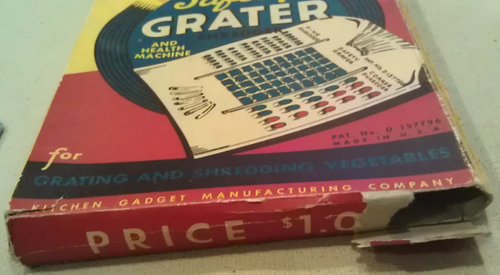 GRATER
AND HEALTH
MACHINE
PAT. No. D 137796
MADE IN U.S.A.
for
GRATING AND SHREDDING VEGETABLES
KITCHEN GADGET MANUFACTURING COMPANY
PRICE $1.0